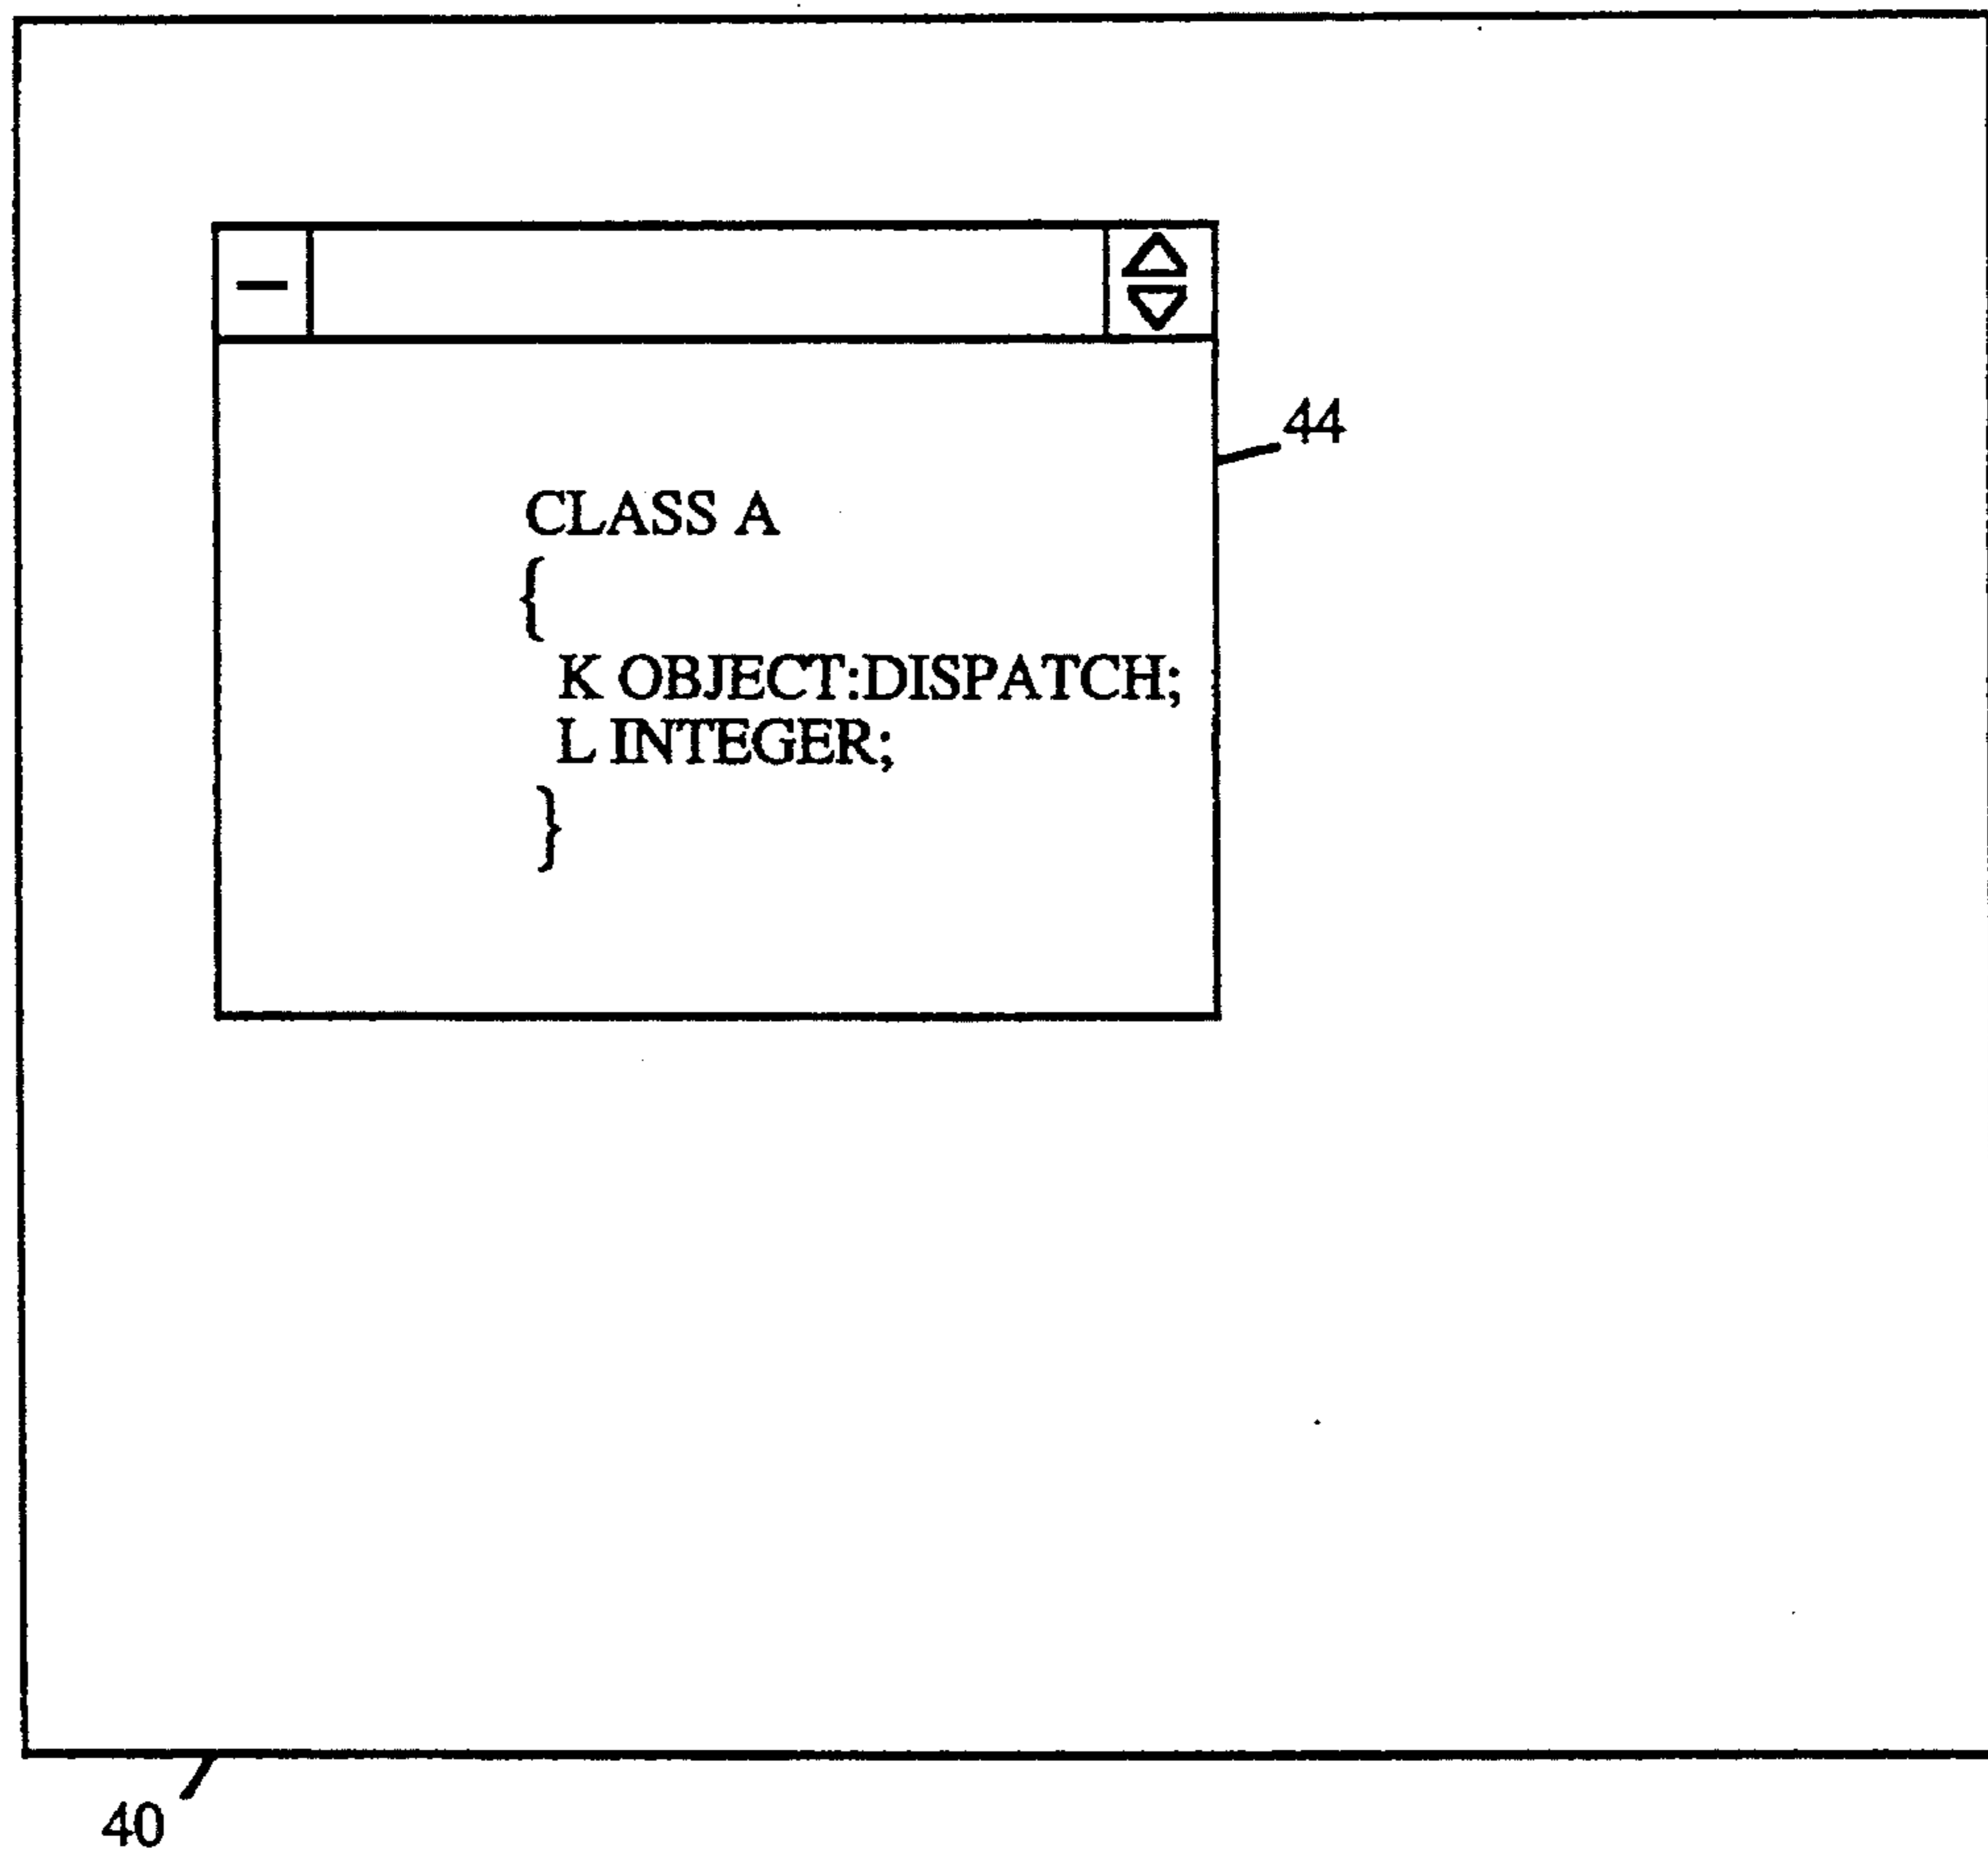 44
CLASS A
{
K OBJECT:DISPATCH;
L INTEGER;
}
40